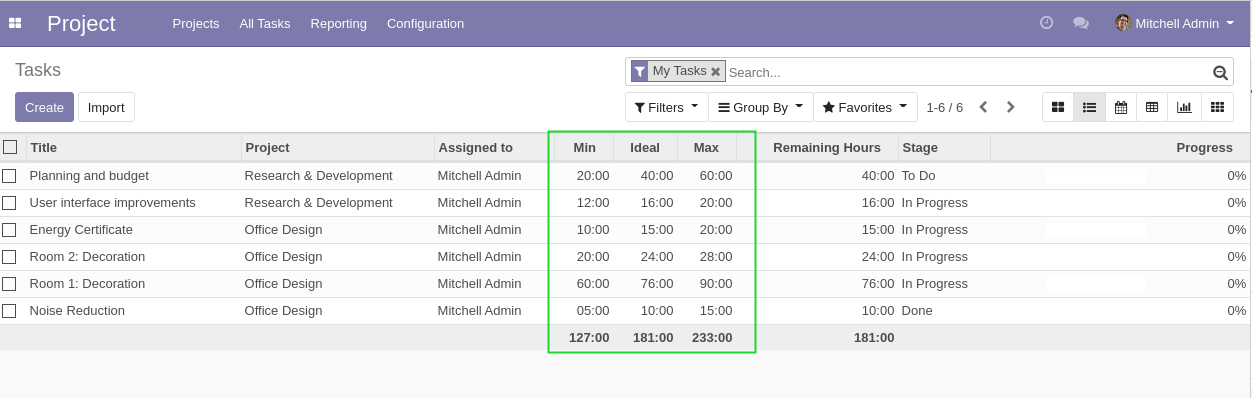 Project Projects All Tasks Reporting Configuration Mitchell Admin
Tasks My Tasks Search...
Create Import Filters Group By Favorites 1-6 / 6
Title Project Assigned to Min Ideal Max Remaining Hours Stage Progress
Planning and budget Research & Development Mitchell Admin 20:00 40:00 60:00 40:00 To Do 0%
User interface improvements Research & Development Mitchell Admin 12:00 16:00 20:00 16:00 In Progress 0%
Energy Certificate Office Design Mitchell Admin 10:00 15:00 20:00 15:00 In Progress 0%
Room 2: Decoration Office Design Mitchell Admin 20:00 24:00 28:00 24:00 In Progress 0%
Room 1: Decoration Office Design Mitchell Admin 60:00 76:00 90:00 76:00 In Progress 0%
Noise Reduction Office Design Mitchell Admin 05:00 10:00 15:00 10:00 Done 0%
127:00 181:00 233:00 181:00